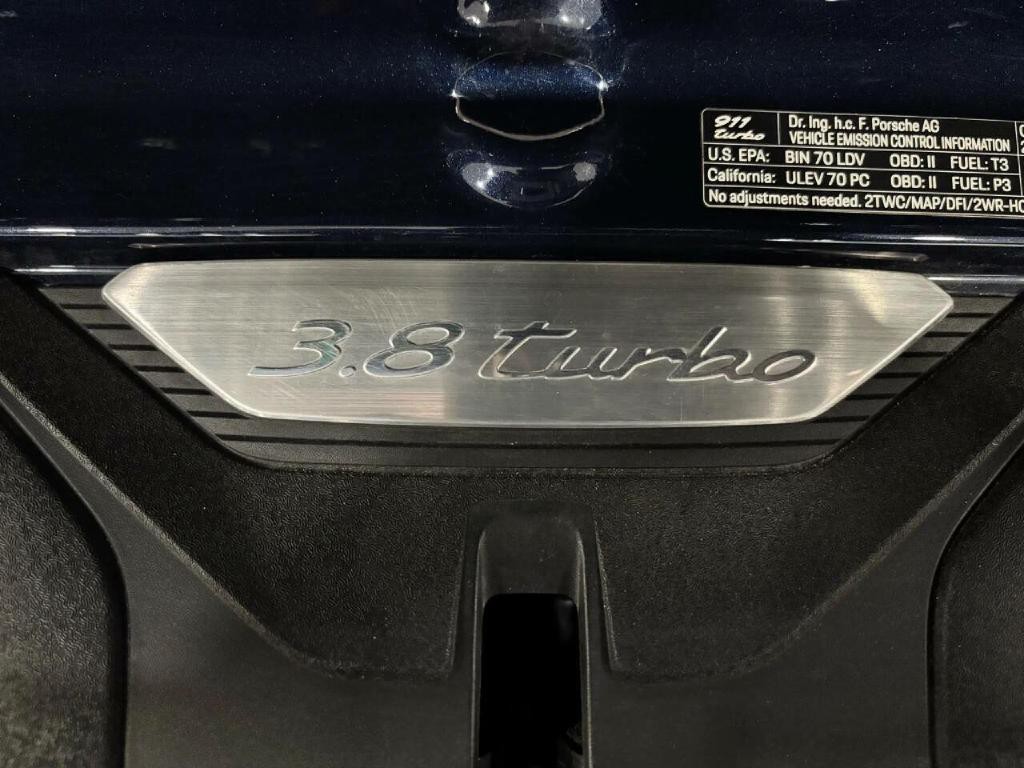 911 turbo
Dr. Ing. h.c. F. Porsche AG
VEHICLE EMISSION CONTROL INFORMATION
U.S. EPA: BIN 70 LDV OBD: II FUEL: T3
California: ULEV 70 PC OBD: II FUEL: P3
No adjustments needed. 2TWC/MAP/DFI/2WR-HO
3.8 turbo